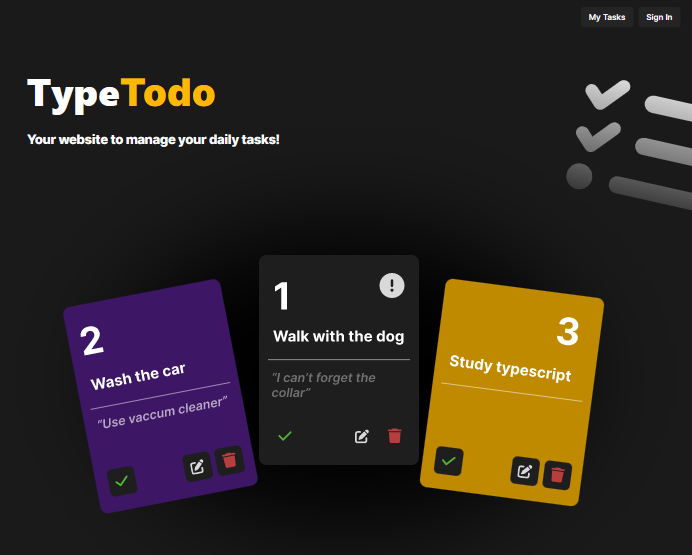 My Tasks
Sign In
TypeTodo
Your website to manage your daily tasks!
2
Wash the car
“Use vaccum cleaner”
1
Walk with the dog
“I can’t forget the
collar”
3
Study typescript